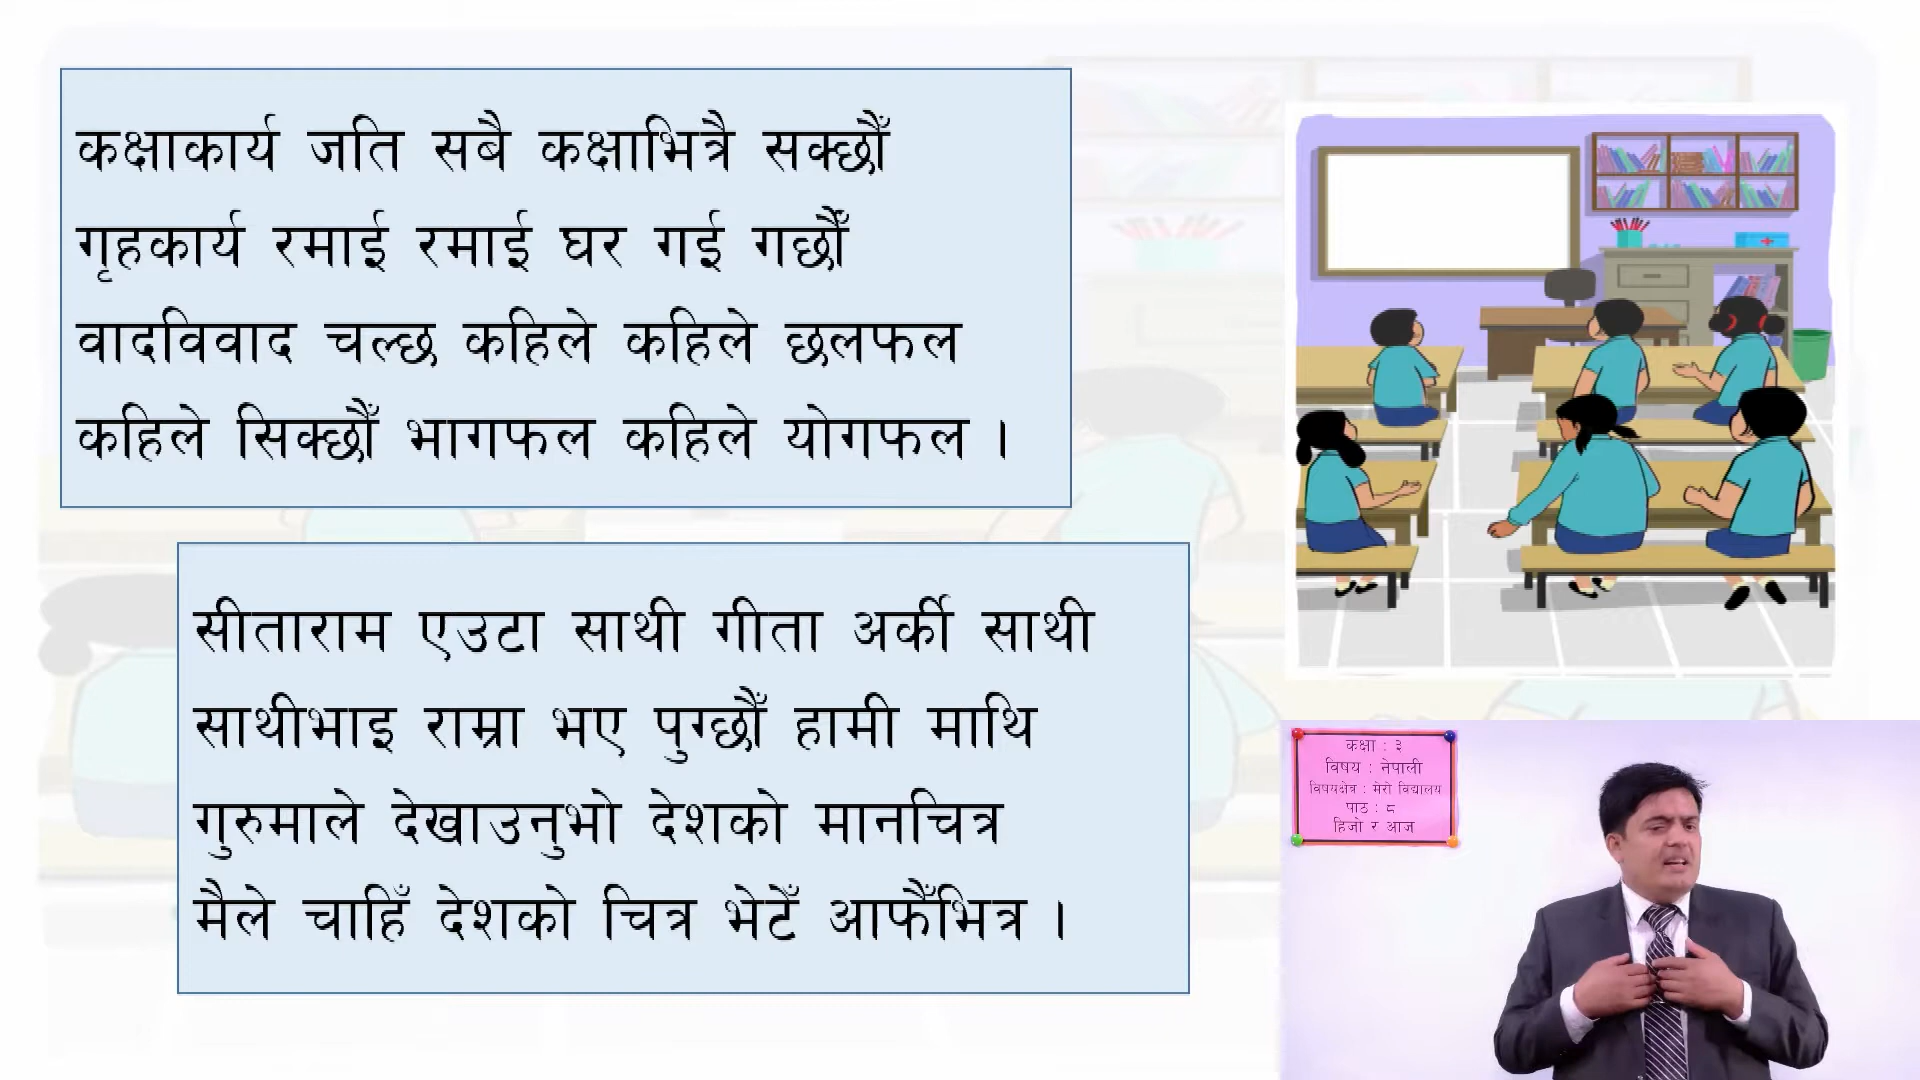 कक्षाकार्य जति सबै कक्षाभित्रै सक्छौँ
गृहकार्य रमाई रमाई घर गई गर्छौँ
वादविवाद चल्छ कहिले कहिले छलफल
कहिले सिक्छौँ भागफल कहिले योगफल ।
सीताराम एउटा साथी गीता अर्की साथी
साथीभाइ राम्रा भए पुग्छौँ हामी माथि
गुरुमाले देखाउनुभो देशको मानचित्र
मैले चाहिँ देशको चित्र भेटेँ आफैँभित्र ।
कक्षा : ३
विषय : नेपाली
विषयक्षेत्र : मेरो विद्यालय
पाठ : ८
हिजो र आज